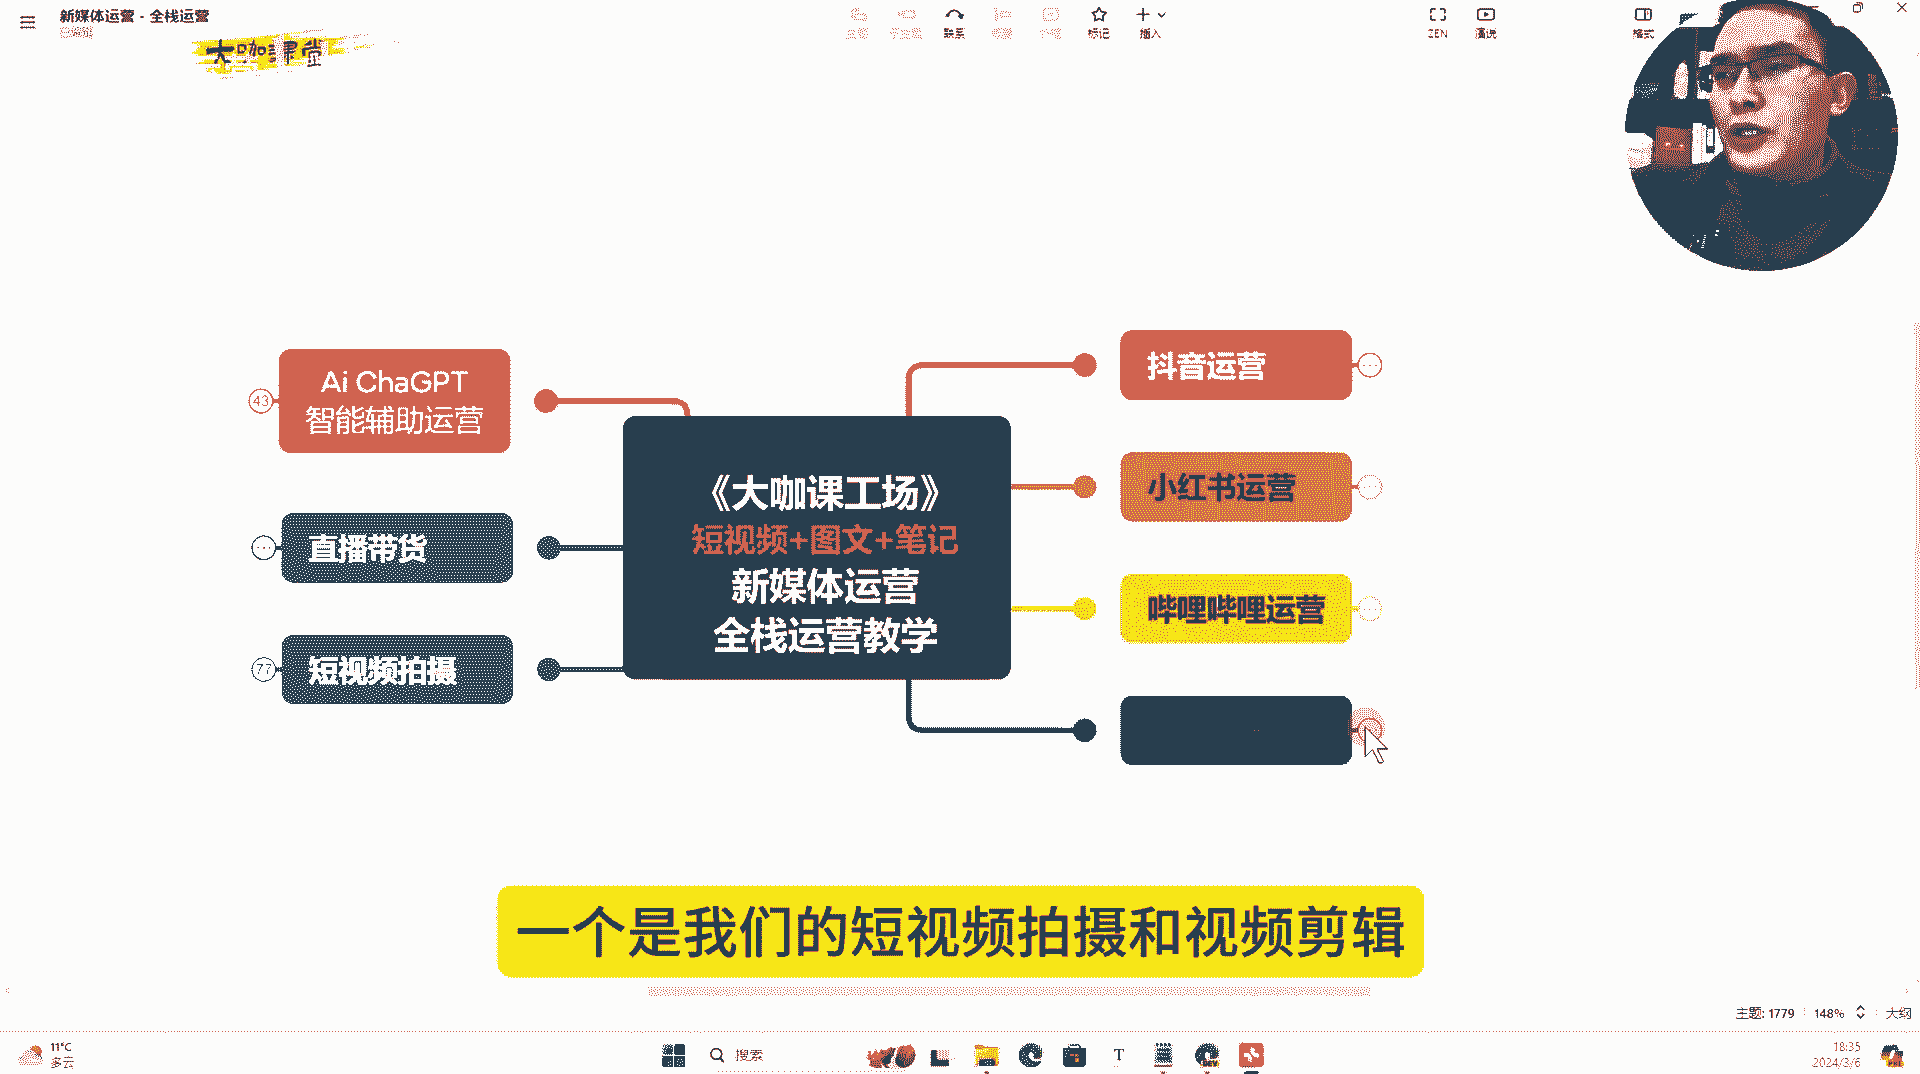 新媒体运营 - 全栈运营
已编辑
大咖课堂
联系
标记
插入
ZEN
演说
格式
Ai ChaGPT
智能辅助运营
43
直播带货
短视频拍摄
77
《大咖课工场》
短视频+图文+笔记
新媒体运营
全栈运营教学
抖音运营
小红书运营
哔哩哔哩运营
一个是我们的短视频拍摄和视频剪辑
主题: 1779
148%
大纲
11°C
多云
搜索
18:35
2024/3/6